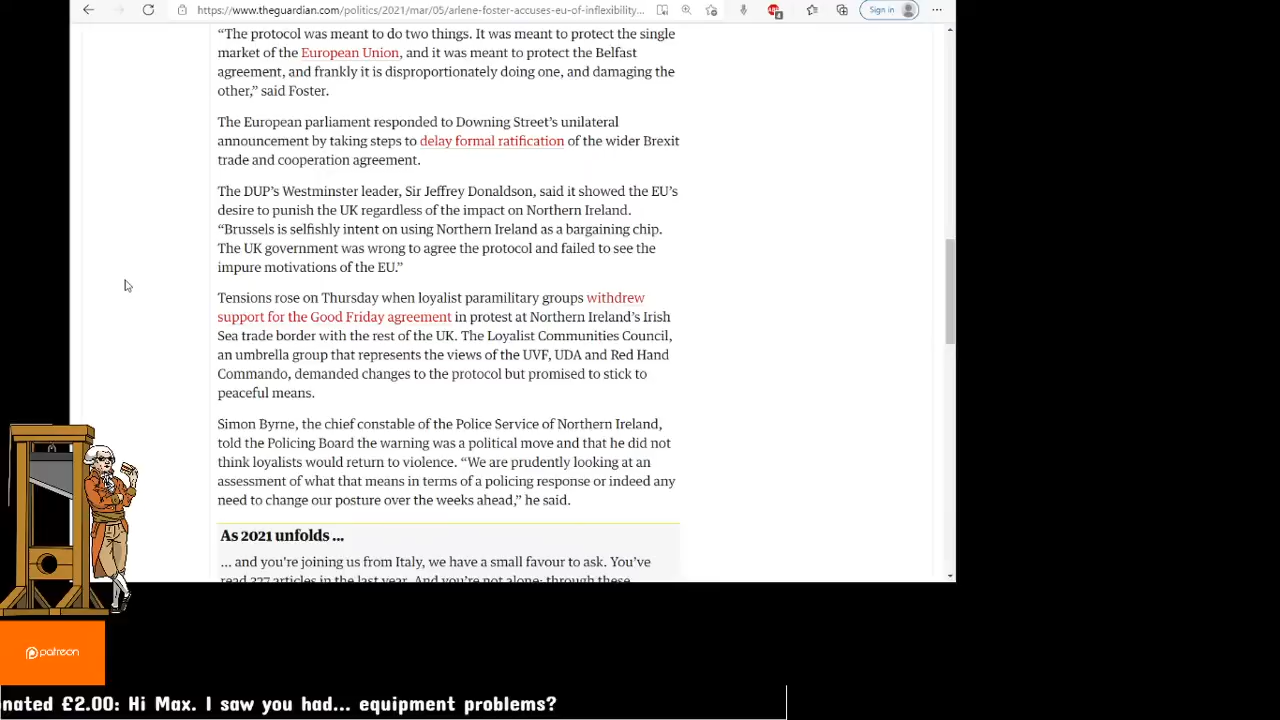 https://www.theguardian.com/politics/2021/mar/05/arlene-foster-accuses-eu-of-inflexibility...
Sign in
“The protocol was meant to do two things. It was meant to protect the single
market of the European Union, and it was meant to protect the Belfast
agreement, and frankly it is disproportionately doing one, and damaging the
other,” said Foster.
The European parliament responded to Downing Street’s unilateral
announcement by taking steps to delay formal ratification of the wider Brexit
trade and cooperation agreement.
The DUP’s Westminster leader, Sir Jeffrey Donaldson, said it showed the EU’s
desire to punish the UK regardless of the impact on Northern Ireland.
“Brussels is selfishly intent on using Northern Ireland as a bargaining chip.
The UK government was wrong to agree the protocol and failed to see the
impure motivations of the EU.”
Tensions rose on Thursday when loyalist paramilitary groups withdrew
support for the Good Friday agreement in protest at Northern Ireland’s Irish
Sea trade border with the rest of the UK. The Loyalist Communities Council,
an umbrella group that represents the views of the UVF, UDA and Red Hand
Commando, demanded changes to the protocol but promised to stick to
peaceful means.
Simon Byrne, the chief constable of the Police Service of Northern Ireland,
told the Policing Board the warning was a political move and that he did not
think loyalists would return to violence. “We are prudently looking at an
assessment of what that means in terms of a policing response or indeed any
need to change our posture over the weeks ahead,” he said.
As 2021 unfolds ...
... and you’re joining us from Italy, we have a small favour to ask. You’ve
read 327 articles in the last year. And you’re not alone; through these
patreon
nated £2.00: Hi Max. I saw you had... equipment problems?